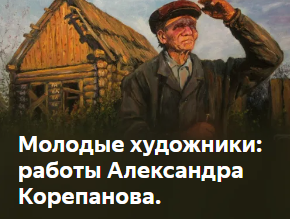 Молодые художники:
работы Александра
Корепанова.